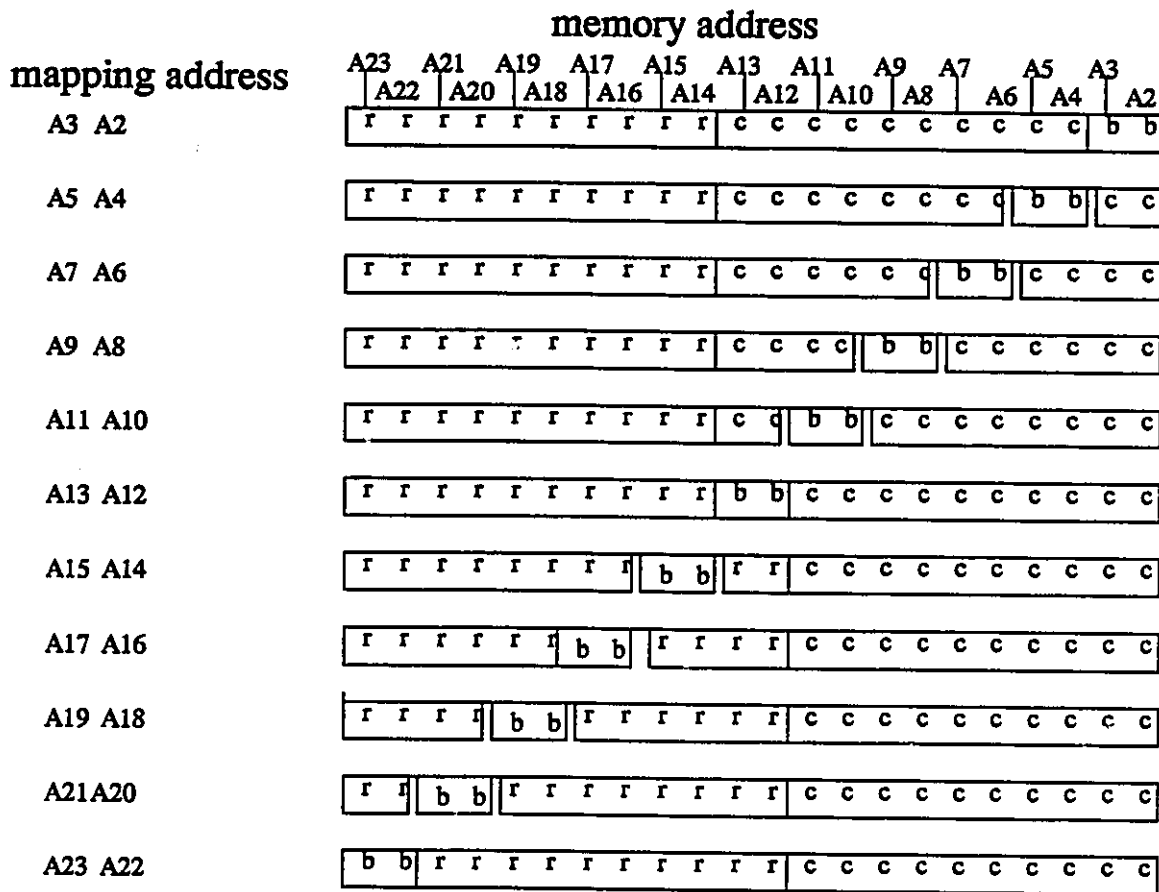 memory address
mapping address
A23 A21 A19 A17 A15 A13 A11 A9 A7 A5 A3
A22 A20 A18 A16 A14 A12 A10 A8 A6 A4 A2
A3 A2 r r r r r r r r r r c c c c c c c c c c b b
A5 A4 r r r r r r r r r r c c c c c c c c b b c c
A7 A6 r r r r r r r r r r c c c c c c b b c c c c
A9 A8 r r r r r r r r r c c c c b b c c c c c c
A11 A10 r r r r r r r r r r c c b b c c c c c c c c
A13 A12 r r r r r r r r r r b b c c c c c c c c c c
A15 A14 r r r r r r r r b b r r c c c c c c c c c c
A17 A16 r r r r r r b b r r r r c c c c c c c c c c
A19 A18 r r r r b b r r r r r r c c c c c c c c c c
A21A20 r r b b r r r r r r r r c c c c c c c c c c
A23 A22 b b r r r r r r r r r r c c c c c c c c c c